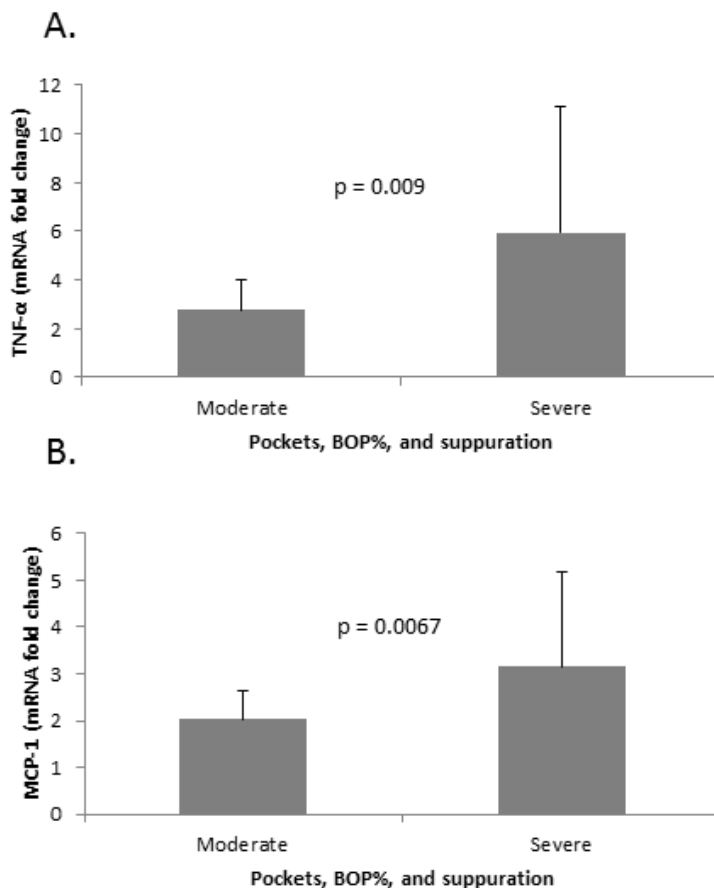 A.
TNF-α (mRNA fold change)
12
10
8
6
4
2
0
p = 0.009
Moderate
Severe
Pockets, BOP%, and suppuration
B.
MCP-1 (mRNA fold change)
6
5
4
3
2
1
0
p = 0.0067
Moderate
Severe
Pockets, BOP%, and suppuration